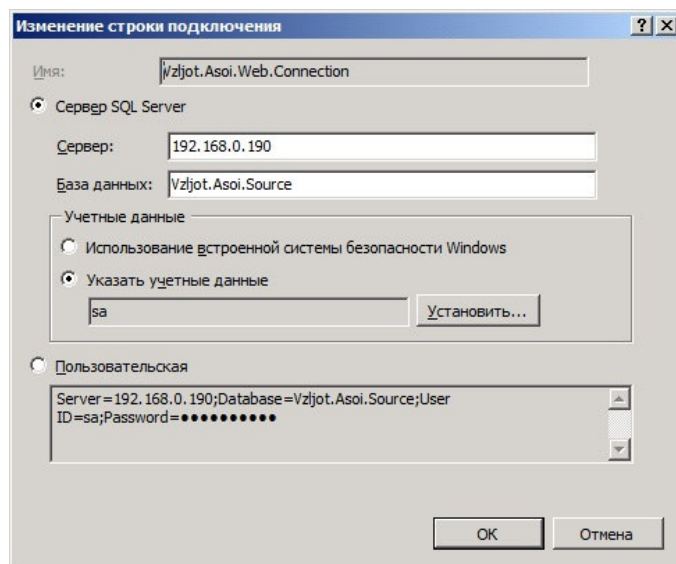 Изменение строки подключения
Имя: Vzljot.Asoi.Web.Connection
Сервер SQL Server
Сервер: 192.168.0.190
База данных: Vzljot.Asoi.Source
Учетные данные
Использование встроенной системы безопасности Windows
Указать учетные данные
sa Установить...
Пользовательская
Server=192.168.0.190;Database=Vzljot.Asoi.Source;User
ID=sa;Password=●●●●●●●●●●
OK Отмена